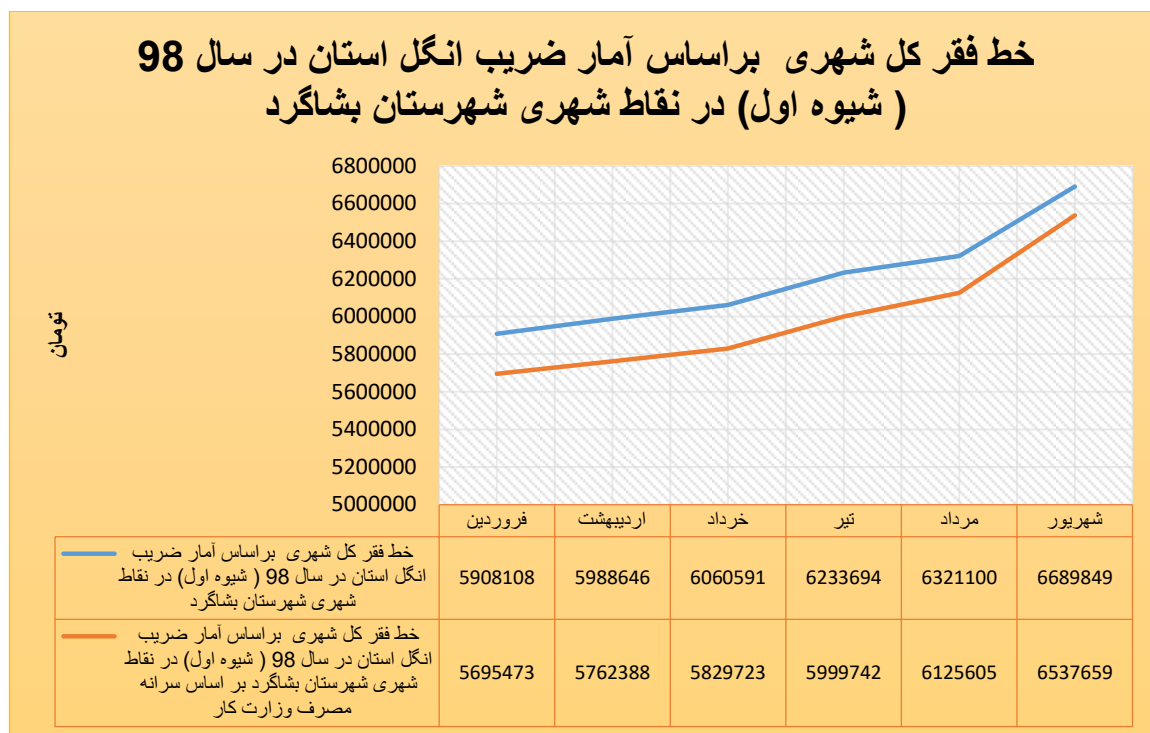 خط فقر کل شهری براساس آمار ضریب انگل استان در سال 98
( شیوه اول) در نقاط شهری شهرستان بشاگرد
6800000
6600000
6400000
6200000
6000000
5800000
5600000
5400000
5200000
5000000
تومان
فروردین اردیبهشت خرداد تیر مرداد شهریور
خط فقر کل شهری براساس آمار ضریب
انگل استان در سال 98 ( شیوه اول) در نقاط
شهری شهرستان بشاگرد
5908108 5988646 6060591 6233694 6321100 6689849
خط فقر کل شهری براساس آمار ضریب
انگل استان در سال 98 ( شیوه اول) در نقاط
شهری شهرستان بشاگرد بر اساس سرانه
مصرف وزارت کار
5695473 5762388 5829723 5999742 6125605 6537659